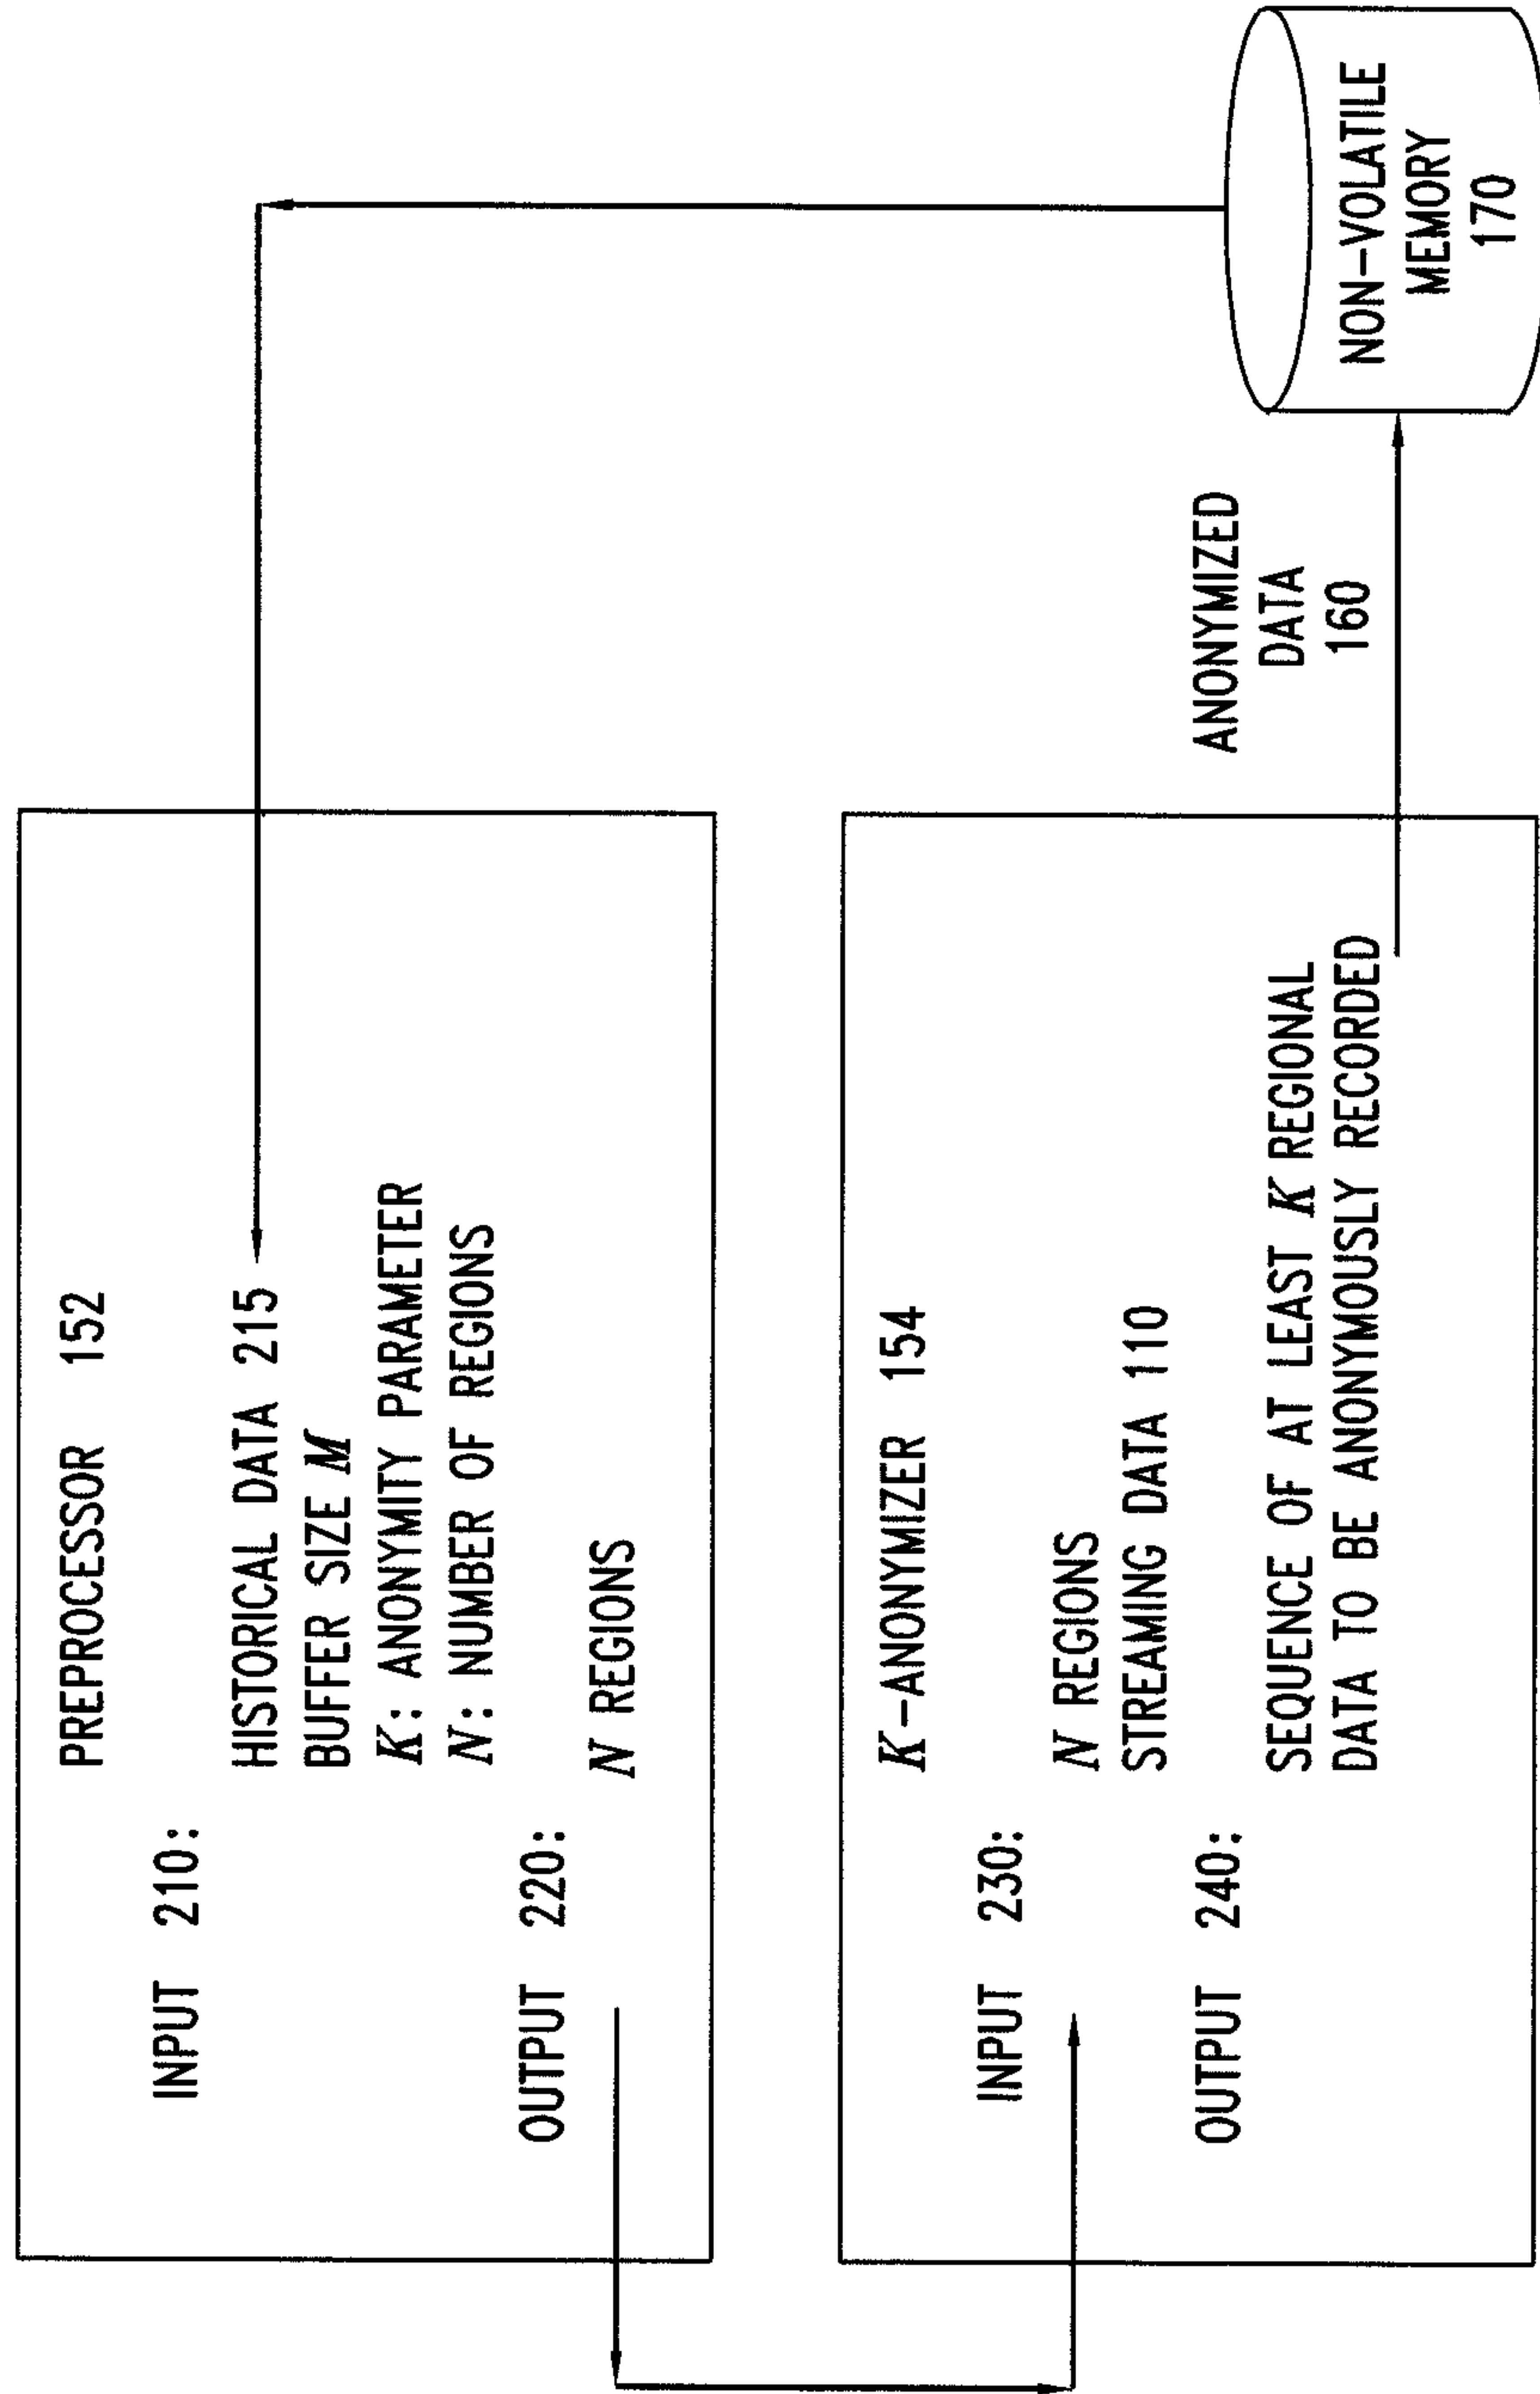 PREPROCESSOR 152
INPUT 210:
HISTORICAL DATA 215
BUFFER SIZE M
K: ANONYMITY PARAMETER
N: NUMBER OF REGIONS
OUTPUT 220:
N REGIONS
K-ANONYMIZER 154
INPUT 230:
N REGIONS
STREAMING DATA 110
OUTPUT 240:
SEQUENCE OF AT LEAST K REGIONAL
DATA TO BE ANONYMOUSLY RECORDED
ANONYMIZED
DATA
160
NON-VOLATILE
MEMORY
170